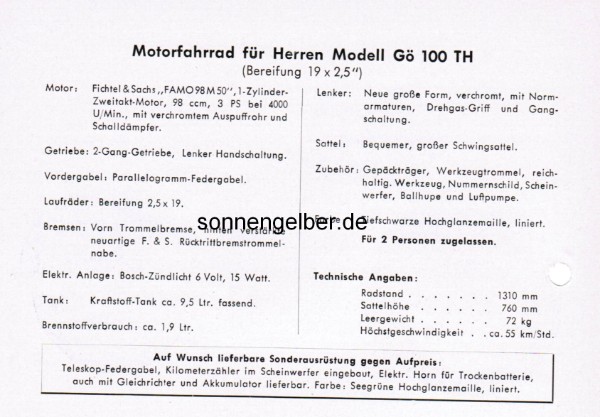 Motorfahrrad für Herren Modell Gö 100 TH
(Bereifung 19 x 2,5")
Motor: Fichtel & Sachs „FAMO 98 M 50", 1-Zylinder-
Zweitakt-Motor, 98 ccm, 3 PS bei 4000
U/Min., mit verchromtem Auspuffrohr und
Schalldämpfer.
Getriebe: 2-Gang-Getriebe, Lenker Handschaltung.
Vordergabel: Parallelogramm-Federgabel.
Laufräder: Bereifung 2,5 x 19.
Bremsen: Vorn Trommelbremse, hinten verstärkte
neuartige F. & S. Rücktrittbremstrommel-
nabe.
Elektr. Anlage: Bosch-Zündlicht 6 Volt, 15 Watt.
Tank: Kraftstoff-Tank ca. 9,5 Ltr. fassend.
Brennstoffverbrauch: ca. 1,9 Ltr.
Lenker: Neue große Form, verchromt, mit Norm-
armaturen, Drehgas-Griff und Gang-
schaltung.
Sattel: Bequemer, großer Schwingsattel.
Zubehör: Gepäckträger, Werkzeugtrommel, reich-
haltig. Werkzeug, Nummernschild, Schein-
werfer, Ballhupe und Luftpumpe.
Farbe: Tiefschwarze Hochglanzemaille, liniert.
Für 2 Personen zugelassen.
sonnengelber.de
Technische Angaben:
Radstand . . . . . . 1310 mm
Sattelhöhe . . . . . 760 mm
Leergewicht . . . . . 72 kg
Höchstgeschwindigkeit . . ca. 55 km/Std.
Auf Wunsch lieferbare Sonderausrüstung gegen Aufpreis:
Teleskop-Federgabel, Kilometerzähler im Scheinwerfer eingebaut, Elektr. Horn für Trockenbatterie,
auch mit Gleichrichter und Akkumulator lieferbar. Farbe: Seegrüne Hochglanzemaille, liniert.